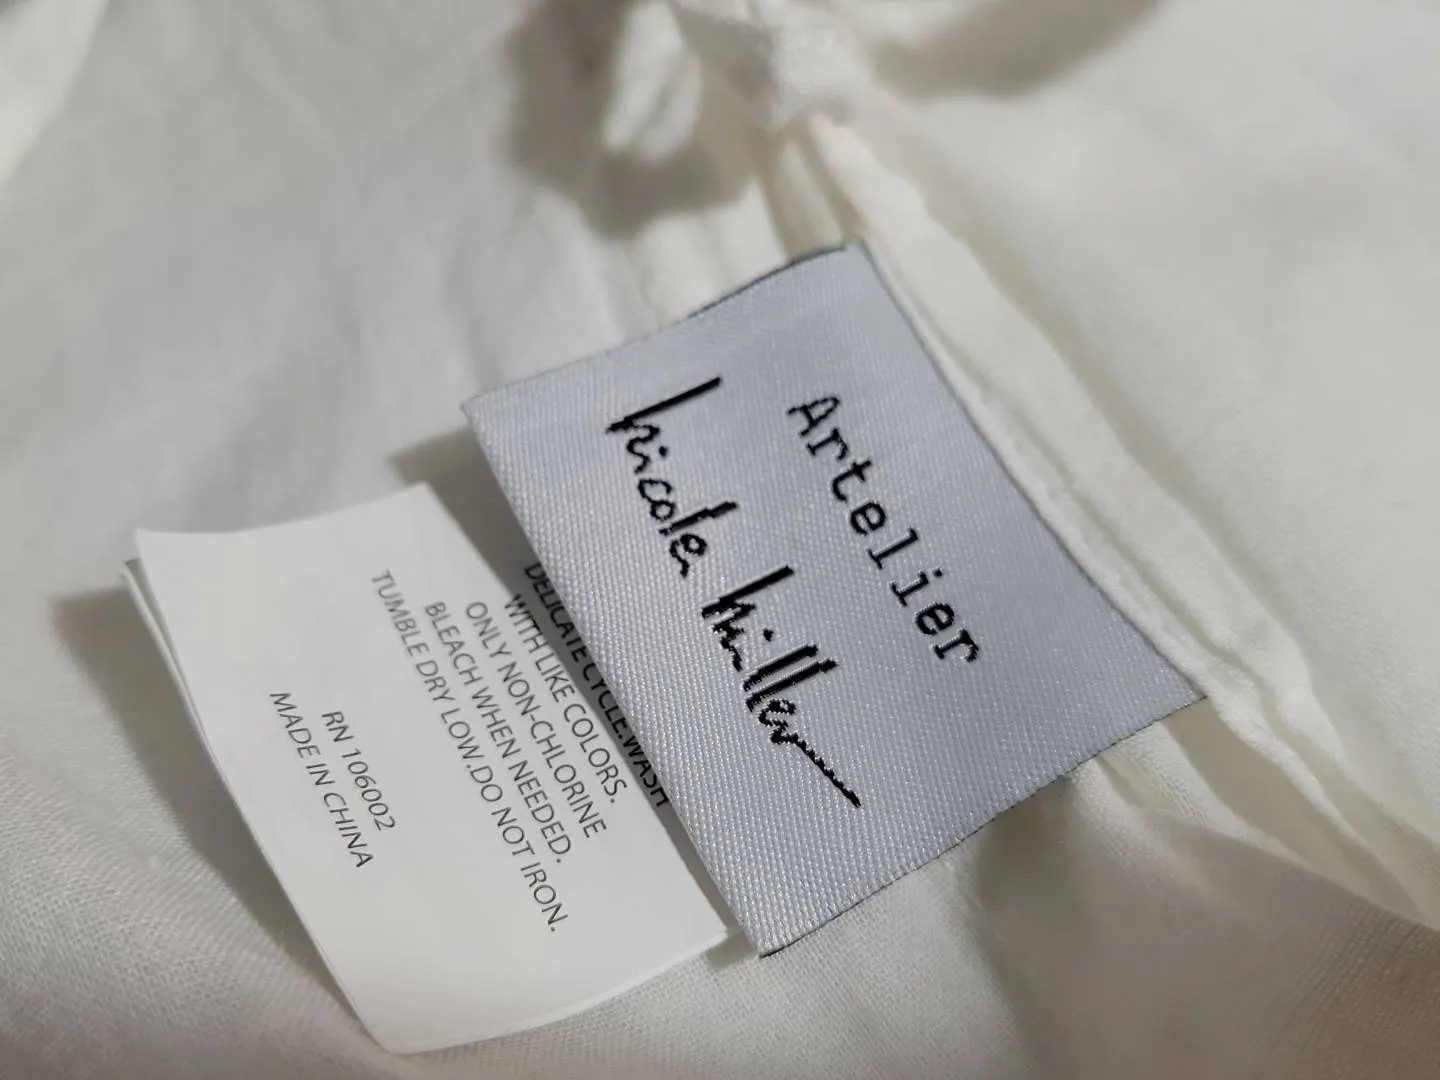 Artelier
nicole miller
DELICATE CYCLE.WASH
WITH LIKE COLORS.
ONLY NON-CHLORINE
BLEACH WHEN NEEDED.
TUMBLE DRY LOW.DO NOT IRON.
RN 106002
MADE IN CHINA